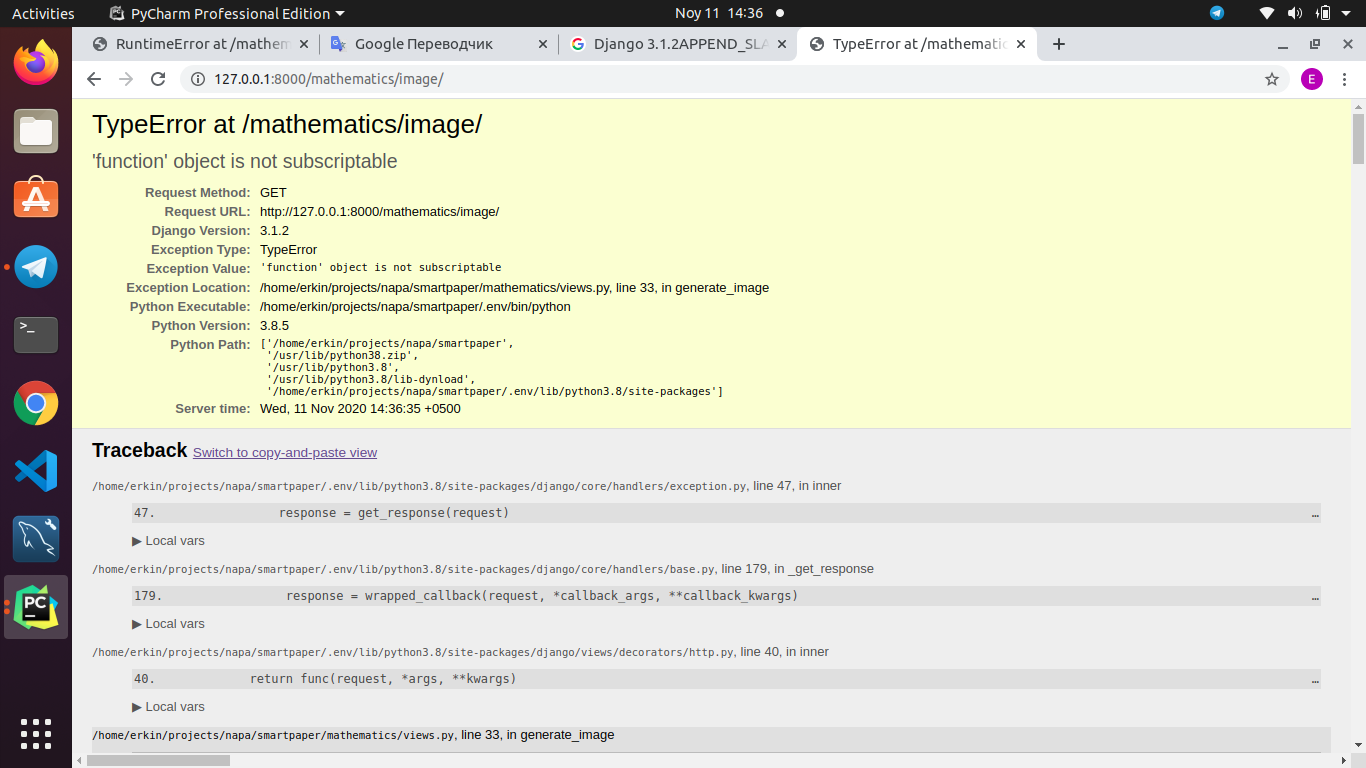 Activities PyCharm Professional Edition Nov 11 14:36
RuntimeError at /mathem Google Переводчик Django 3.1.2APPEND_SLA TypeError at /mathematic
127.0.0.1:8000/mathematics/image/ E
TypeError at /mathematics/image/
'function' object is not subscriptable
Request Method: GET
Request URL: http://127.0.0.1:8000/mathematics/image/
Django Version: 3.1.2
Exception Type: TypeError
Exception Value: 'function' object is not subscriptable
Exception Location: /home/erkin/projects/napa/smartpaper/mathematics/views.py, line 33, in generate_image
Python Executable: /home/erkin/projects/napa/smartpaper/.env/bin/python
Python Version: 3.8.5
Python Path: ['/home/erkin/projects/napa/smartpaper',
'/usr/lib/python38.zip',
'/usr/lib/python3.8',
'/usr/lib/python3.8/lib-dynload',
'/home/erkin/projects/napa/smartpaper/.env/lib/python3.8/site-packages']
Server time: Wed, 11 Nov 2020 14:36:35 +0500
Traceback Switch to copy-and-paste view
/home/erkin/projects/napa/smartpaper/.env/lib/python3.8/site-packages/django/core/handlers/exception.py, line 47, in inner
47. response = get_response(request) …
▶ Local vars
/home/erkin/projects/napa/smartpaper/.env/lib/python3.8/site-packages/django/core/handlers/base.py, line 179, in _get_response
179. response = wrapped_callback(request, *callback_args, **callback_kwargs) …
▶ Local vars
/home/erkin/projects/napa/smartpaper/.env/lib/python3.8/site-packages/django/views/decorators/http.py, line 40, in inner
40. return func(request, *args, **kwargs) …
▶ Local vars
/home/erkin/projects/napa/smartpaper/mathematics/views.py, line 33, in generate_image
>_
PC